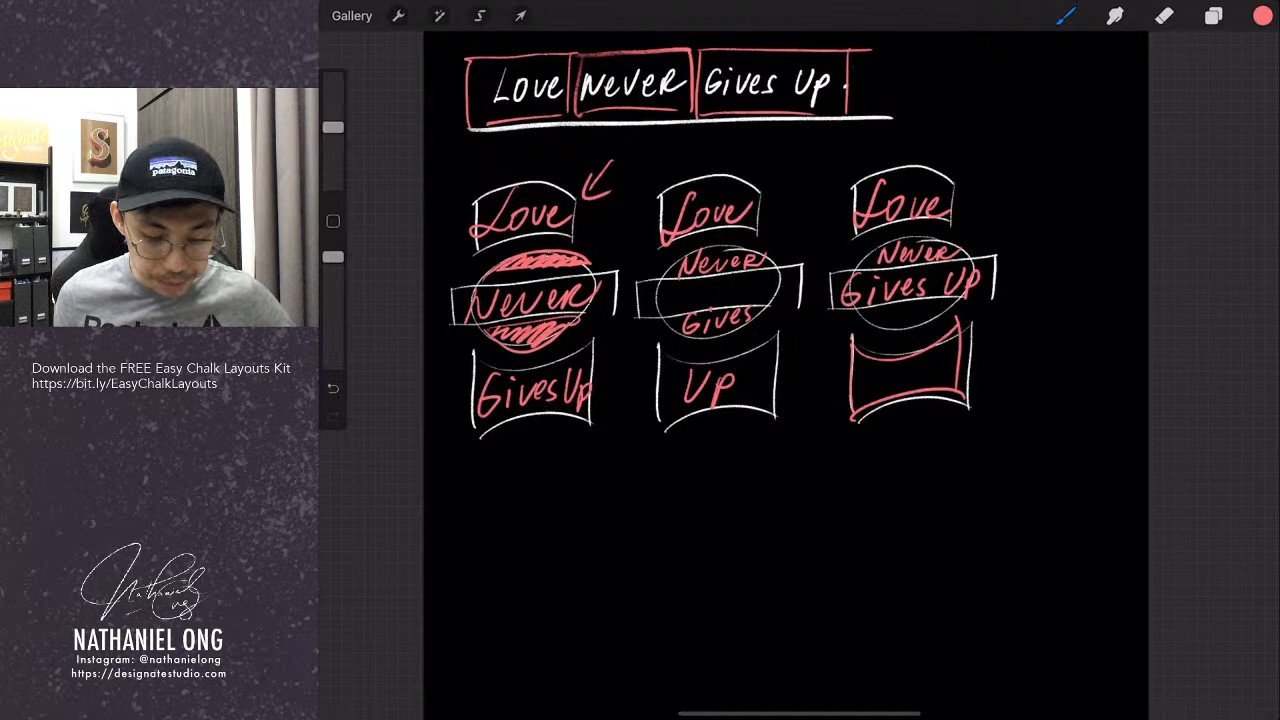 Gallery
Love Never Gives Up.
Love
Never
Gives Up
Love
Never
Gives
Up
Love
Never
Gives Up
patagonia
Download the FREE Easy Chalk Layouts Kit
https://bit.ly/EasyChalkLayouts
NATHANIEL ONG
Instagram: @nathanielong
https://designatestudio.com